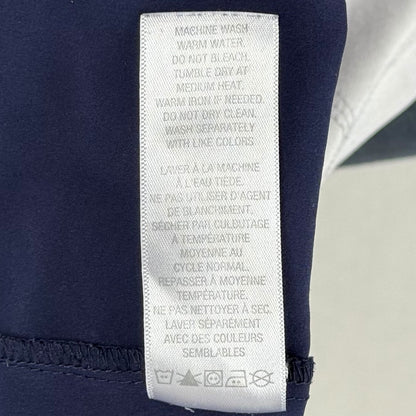 MACHINE WASH
WARM WATER.
DO NOT BLEACH.
TUMBLE DRY AT
MEDIUM HEAT.
WARM IRON IF NEEDED.
DO NOT DRY CLEAN.
WASH SEPARATELY
WITH LIKE COLORS
LAVER À LA MACHINE
À L'EAU TIÈDE.
NE PAS UTILISER D'AGENT
DE BLANCHIMENT.
SÉCHER PAR CULBUTAGE
À TEMPÉRATURE
MOYENNE AU
CYCLE NORMAL.
REPASSER À MOYENNE
TEMPÉRATURE.
NE PAS NETTOYER À SEC.
LAVER SÉPARÉMENT
AVEC DES COULEURS
SEMBLABLES